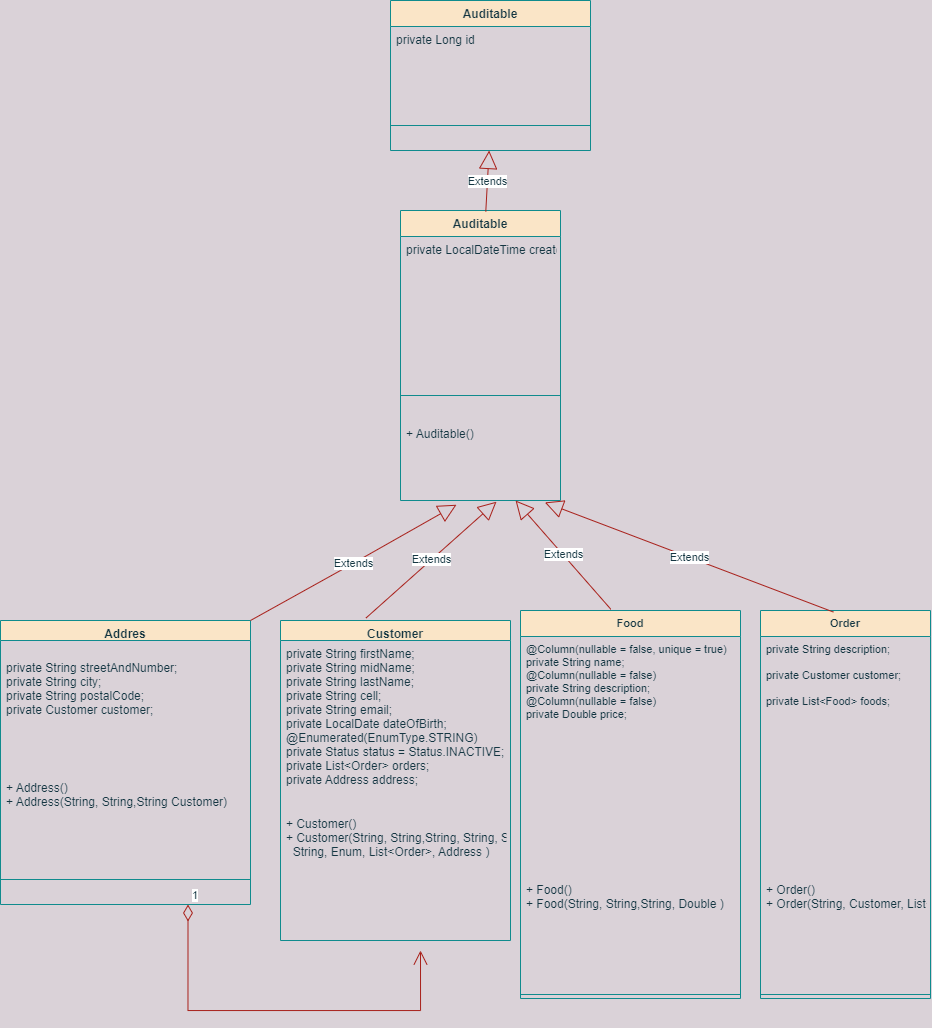 Auditable
private Long id
Extends
Auditable
private LocalDateTime creat
+ Auditable()
Extends
Extends
Extends
Extends
Addres
private String streetAndNumber;
private String city;
private String postalCode;
private Customer customer;
+ Address()
+ Address(String, String,String Customer)
1
Customer
private String firstName;
private String midName;
private String lastName;
private String cell;
private String email;
private LocalDate dateOfBirth;
@Enumerated(EnumType.STRING)
private Status status = Status.INACTIVE;
private List<Order> orders;
private Address address;
+ Customer()
+ Customer(String, String,String, String, S
String, Enum, List<Order>, Address )
Food
@Column(nullable = false, unique = true)
private String name;
@Column(nullable = false)
private String description;
@Column(nullable = false)
private Double price;
+ Food()
+ Food(String, String,String, Double )
Order
private String description;
private Customer customer;
private List<Food> foods;
+ Order()
+ Order(String, Customer, List